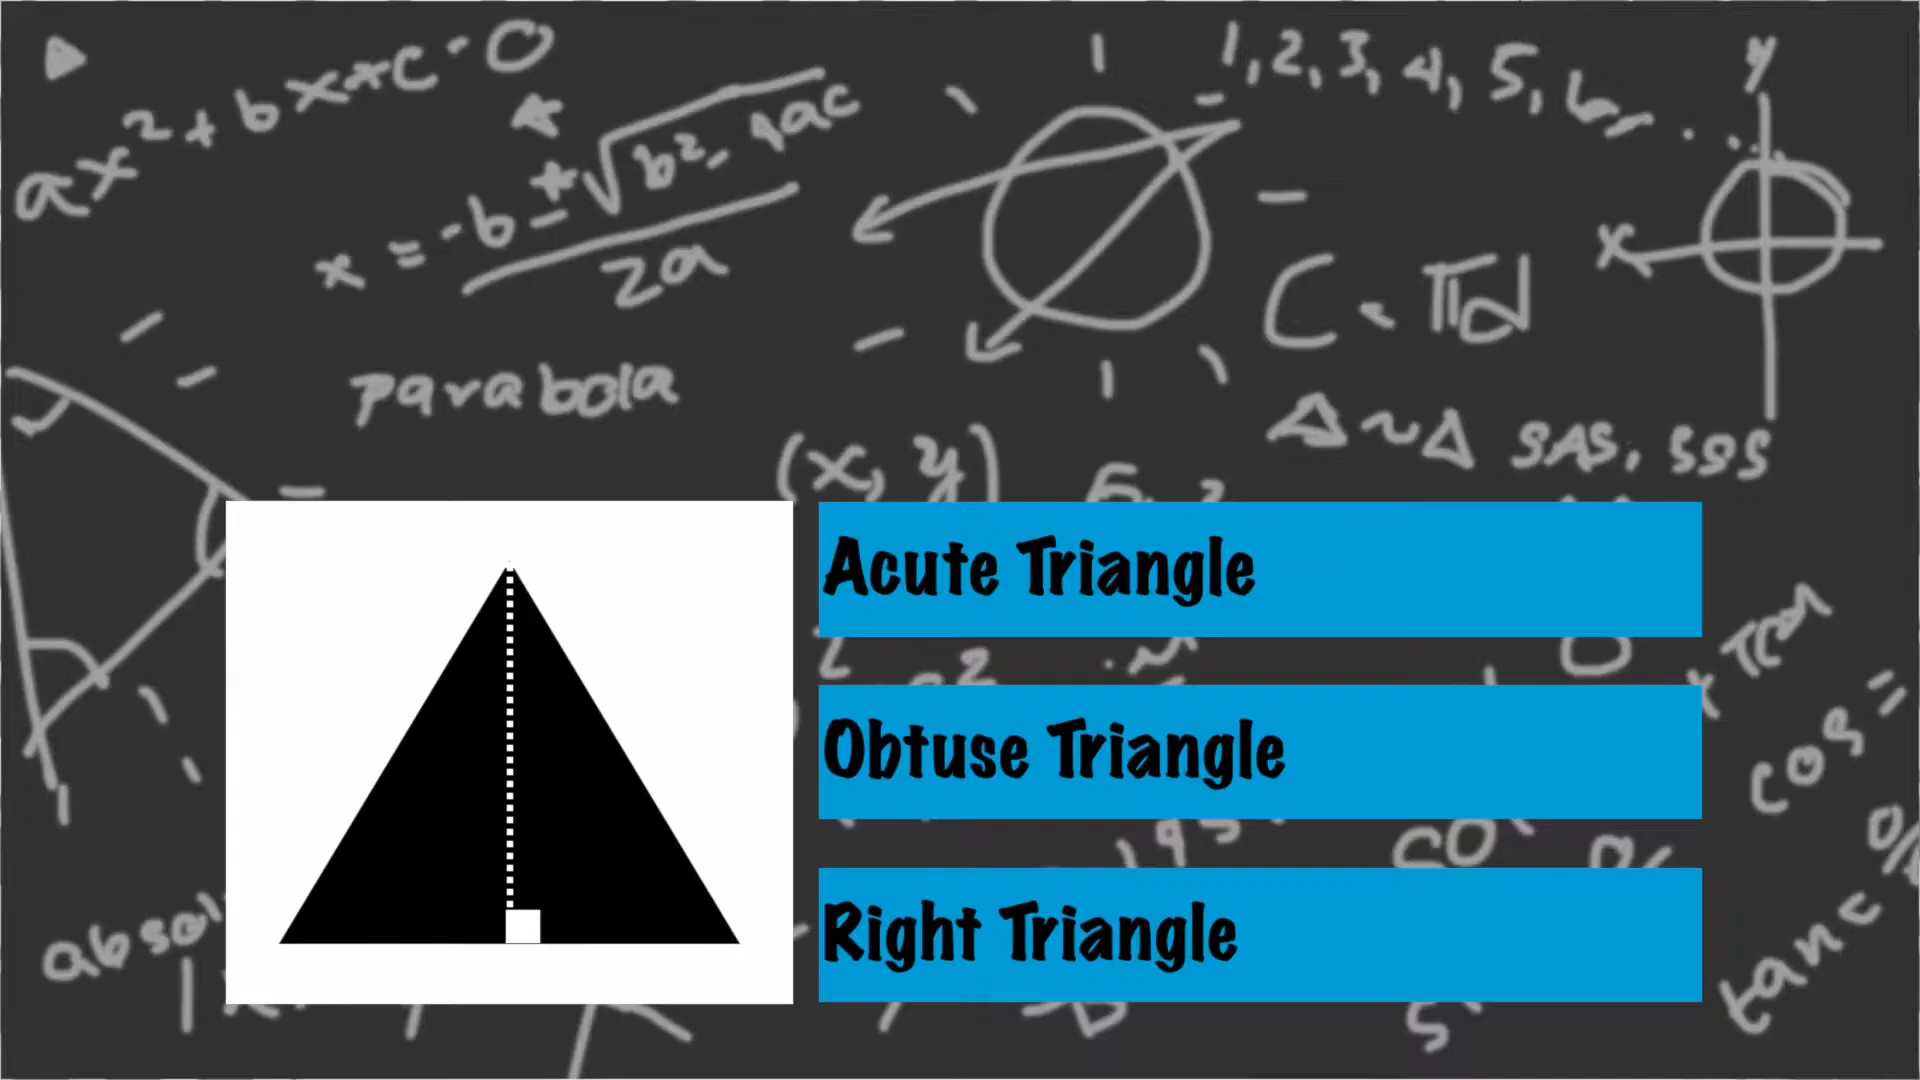 ax²+bx+c=0
x = -b ± √b²-4ac
2a
1, 2, 3, 4, 5, 6,
y
x
C = πd
parabola
(x, y)
Δ ~ Δ SAS, SSS
Acute Triangle
Obtuse Triangle
Right Triangle
cos =